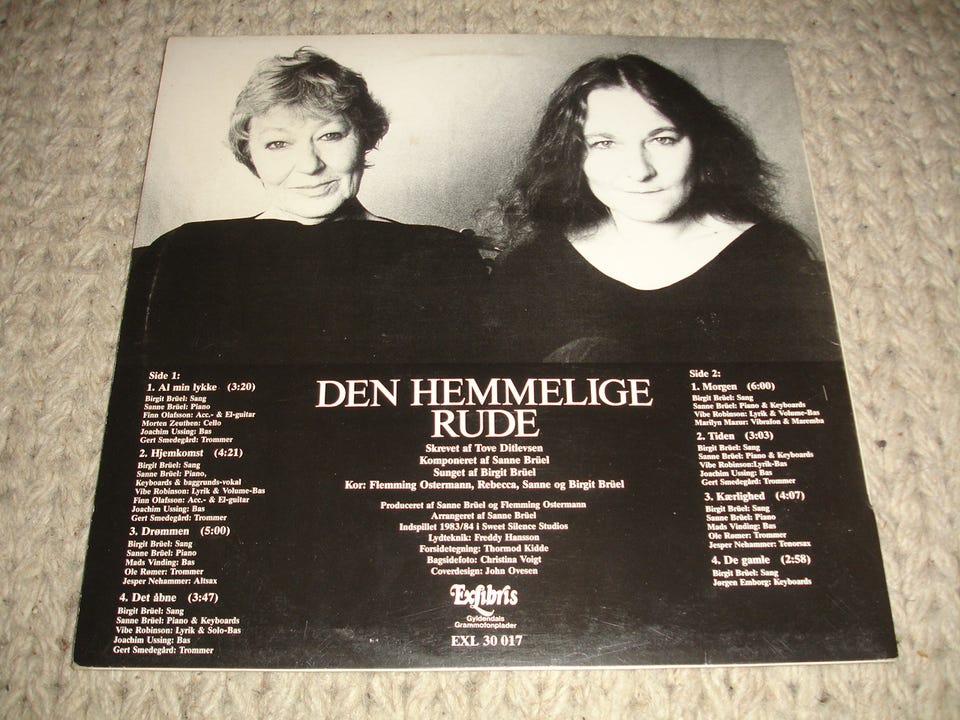 Side 1:
1. Al min lykke (3:20)
Birgit Brüel: Sang
Sanne Brüel: Piano
Finn Olafsson: Acc.- & El-guitar
Morten Zeuthen: Cello
Joachim Ussing: Bas
Gert Smedegård: Trommer
2. Hjemkomst (4:21)
Birgit Brüel: Sang
Sanne Brüel: Piano,
Keyboards & baggrunds-vokal
Vibe Robinson: Lyrik & Volume-Bas
Finn Olafsson: Acc.- & El-guitar
Joachim Ussing: Bas
Gert Smedegård: Trommer
3. Drømmen (5:00)
Birgit Brüel: Sang
Sanne Brüel: Piano
Mads Vinding: Bas
Ole Rømer: Trommer
Jesper Nehammer: Altsax
4. Det åbne (3:47)
Birgit Brüel: Sang
Sanne Brüel: Piano & Keyboards
Vibe Robinson: Lyrik & Solo-Bas
Joachim Ussing: Bas
Gert Smedegård: Trommer
DEN HEMMELIGE
RUDE
Skrevet af Tove Ditlevsen
Komponeret af Sanne Brüel
Sunget af Birgit Brüel
Kor: Flemming Ostermann, Rebecca, Sanne og Birgit Brüel
Produceret af Sanne Brüel og Flemming Ostermann
Arrangeret af Sanne Brüel
Indspillet 1983/84 i Sweet Silence Studios
Lydteknik: Freddy Hansson
Forsidetegning: Thormod Kidde
Bagsidefoto: Christina Voigt
Coverdesign: John Ovesen
Exlibris
Gyldendals
Grammofonplader
EXL 30 017
Side 2:
1. Morgen (6:00)
Birgit Brüel: Sang
Sanne Brüel: Piano & Keyboards
Vibe Robinson: Lyrik & Volume-Bas
Marilyn Mazur: Vibrafon & Maremba
2. Tiden (3:03)
Birgit Brüel: Sang
Sanne Brüel: Piano & Keyboards
Vibe Robinson:Lyrik-Bas
Joachim Ussing: Bas
Gert Smedegård: Trommer
3. Kærlighed (4:07)
Birgit Brüel: Sang
Sanne Brüel: Piano
Mads Vinding: Bas
Ole Rømer: Trommer
Jesper Nehammer: Tenorsax
4. De gamle (2:58)
Birgit Brüel: Sang
Jørgen Emborg: Keyboards